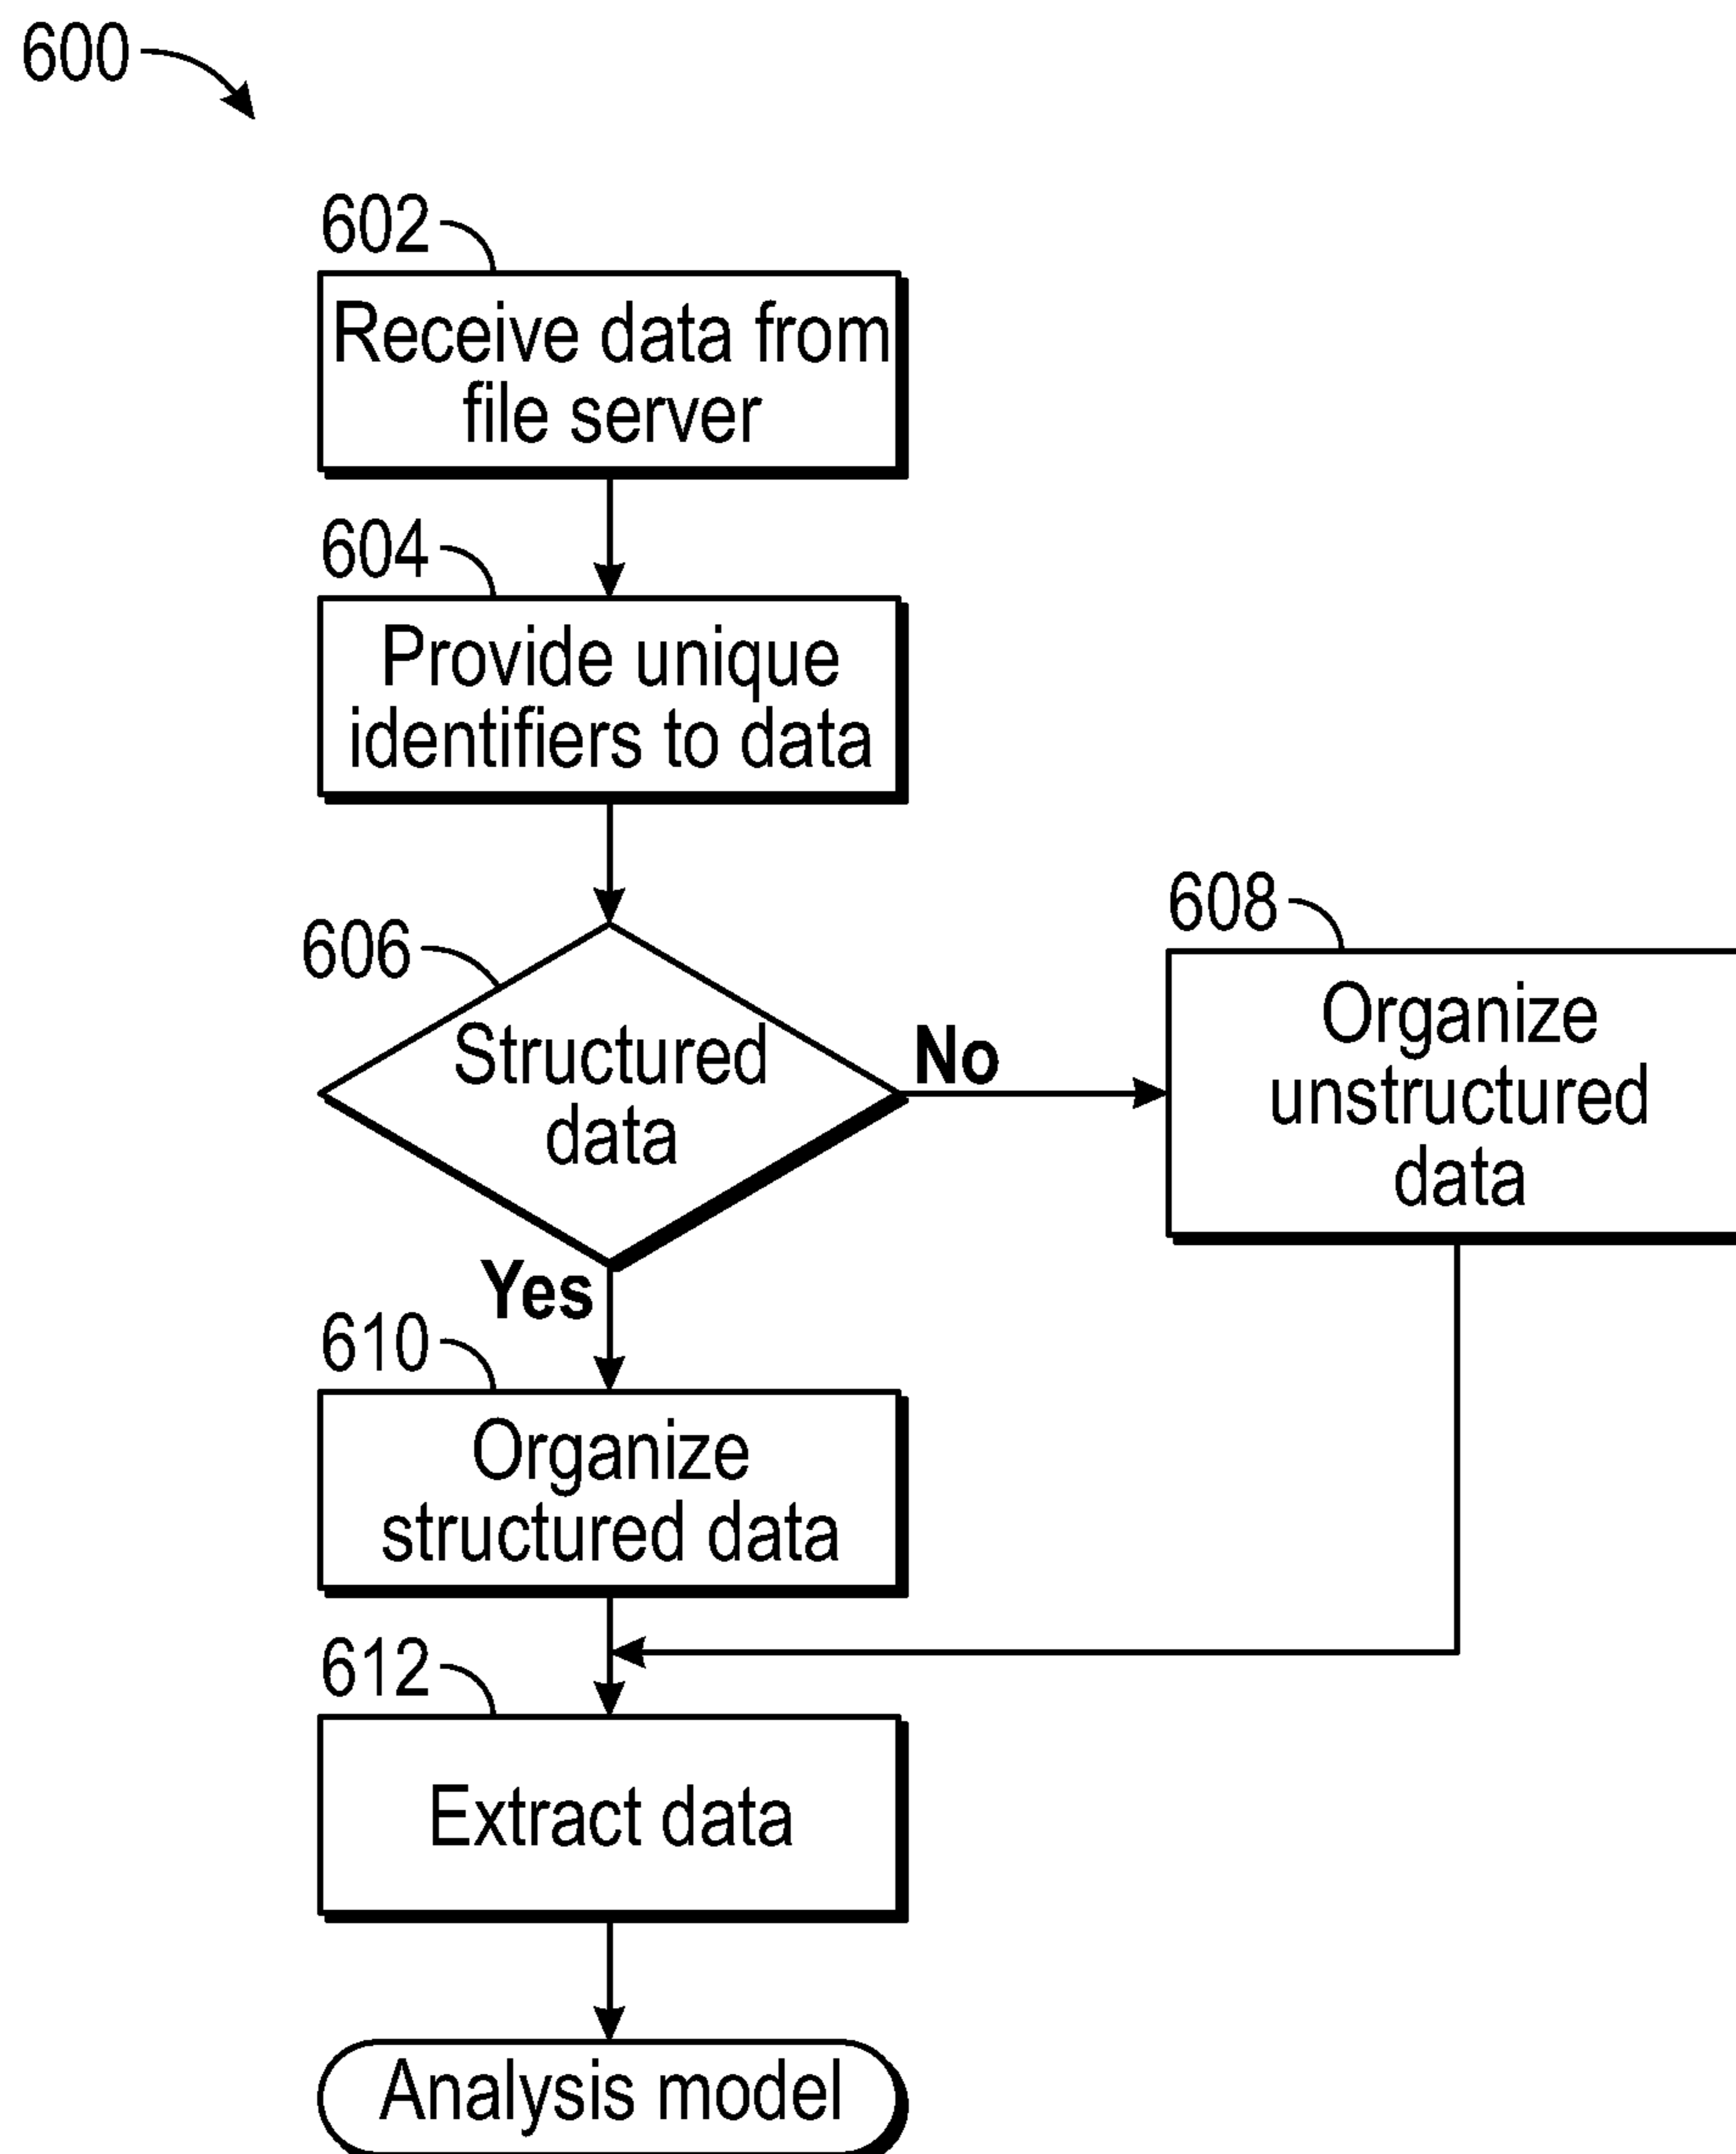 600
602
Receive data from
file server
604
Provide unique
identifiers to data
606
Structured
data
No
608
Organize
unstructured
data
Yes
610
Organize
structured data
612
Extract data
Analysis model